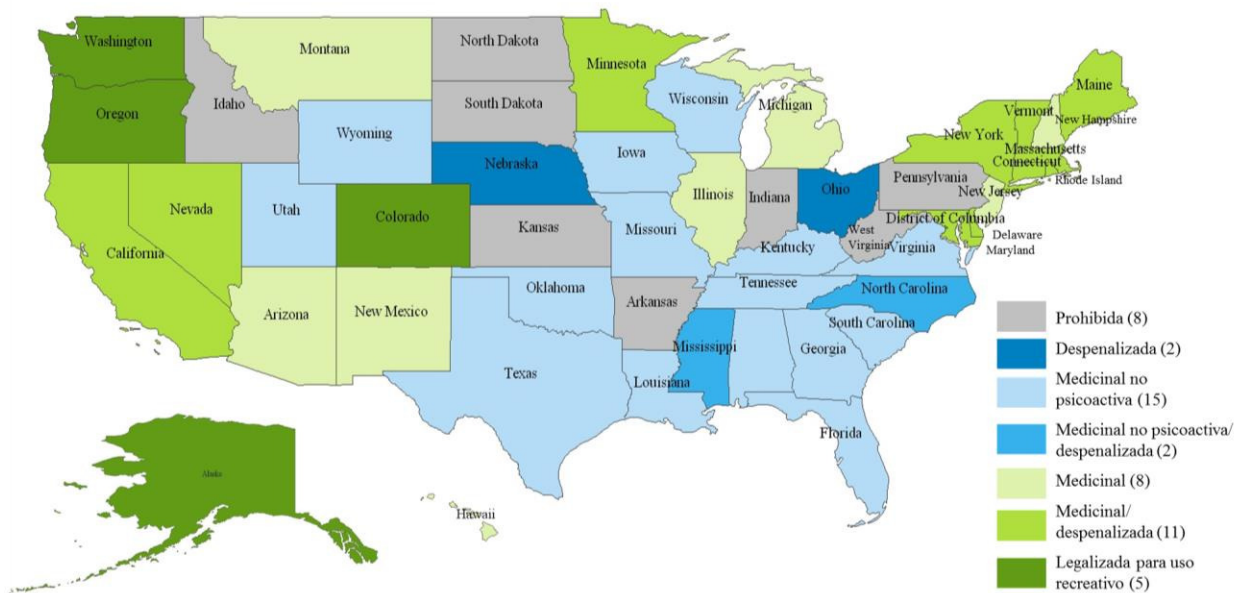 Washington
Montana
North Dakota
Minnesota
Maine
Oregon
Idaho
South Dakota
Wisconsin
Michigan
Vermont
New Hampshire
Wyoming
New York
Massachusetts
Nebraska
Iowa
Connecticut
Rhode Island
Nevada
Utah
Colorado
Illinois
Indiana
Ohio
Pennsylvania
New Jersey
California
Kansas
Missouri
Kentucky
West
Virginia
District of Columbia
Virginia
Delaware
Maryland
Arizona
New Mexico
Oklahoma
Arkansas
Tennessee
North Carolina
South Carolina
Texas
Louisiana
Mississippi
Georgia
Florida
Alaska
Hawaii
Prohibida (8)
Despenalizada (2)
Medicinal no
psicoactiva (15)
Medicinal no psicoactiva/
despenalizada (2)
Medicinal (8)
Medicinal/
despenalizada (11)
Legalizada para uso
recreativo (5)